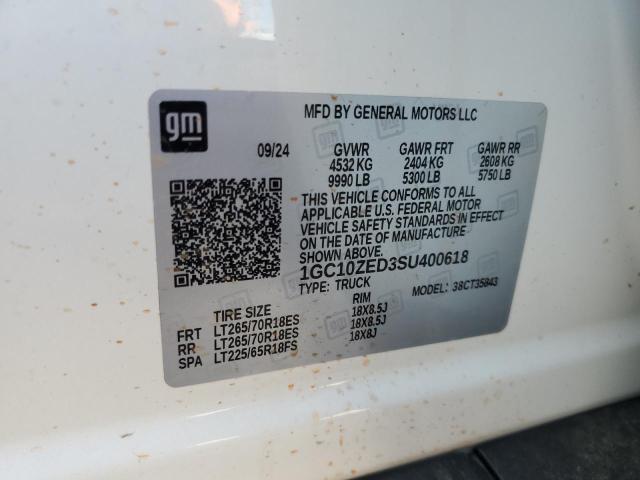 gm
MFD BY GENERAL MOTORS LLC
09/24 GVWR GAWR FRT GAWR RR
4532 KG 2404 KG 2608 KG
9990 LB 5300 LB 5750 LB
THIS VEHICLE CONFORMS TO ALL
APPLICABLE U.S. FEDERAL MOTOR
VEHICLE SAFETY STANDARDS IN EFFECT
ON THE DATE OF MANUFACTURE
SHOWN ABOVE.
1GC10ZED3SU400618
TYPE: TRUCK MODEL: 38CT35843
TIRE SIZE RIM
FRT LT265/70R18ES 18X8.5J
RR LT265/70R18ES 18X8.5J
SPA LT225/65R18FS 18X8J